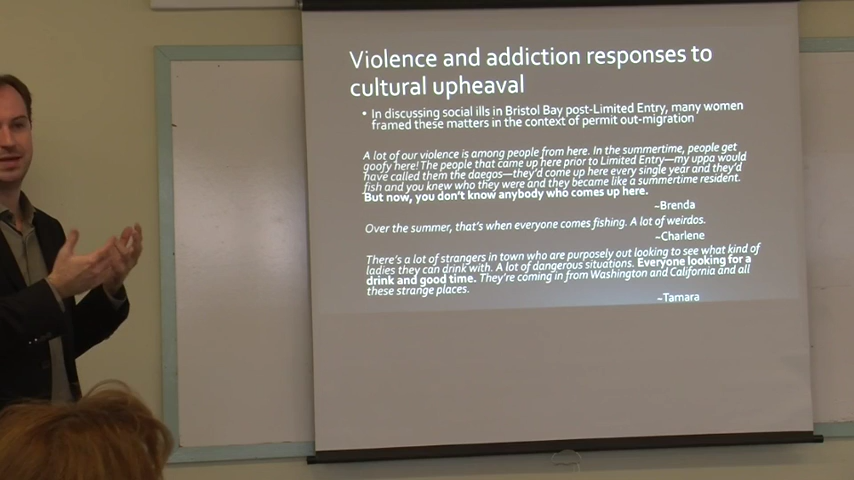 Violence and addiction responses to
cultural upheaval
• In discussing social ills in Bristol Bay post-Limited Entry, many women
framed these matters in the context of permit out-migration
A lot of our violence is among people from here. In the summertime, people get
goofy here! The people that came up here prior to Limited Entry—my uppa would
have called them the daegos—they'd come up here every single year and they'd
fish and you knew who they were and they became like a summertime resident.
But now, you don't know anybody who comes up here.
~Brenda
Over the summer, that's when everyone comes fishing. A lot of weirdos.
~Charlene
There's a lot of strangers in town who are purposely out looking to see what kind of
ladies they can drink with. A lot of dangerous situations. Everyone looking for a
drink and good time. They're coming in from Washington and California and all
these strange places.
~Tamara